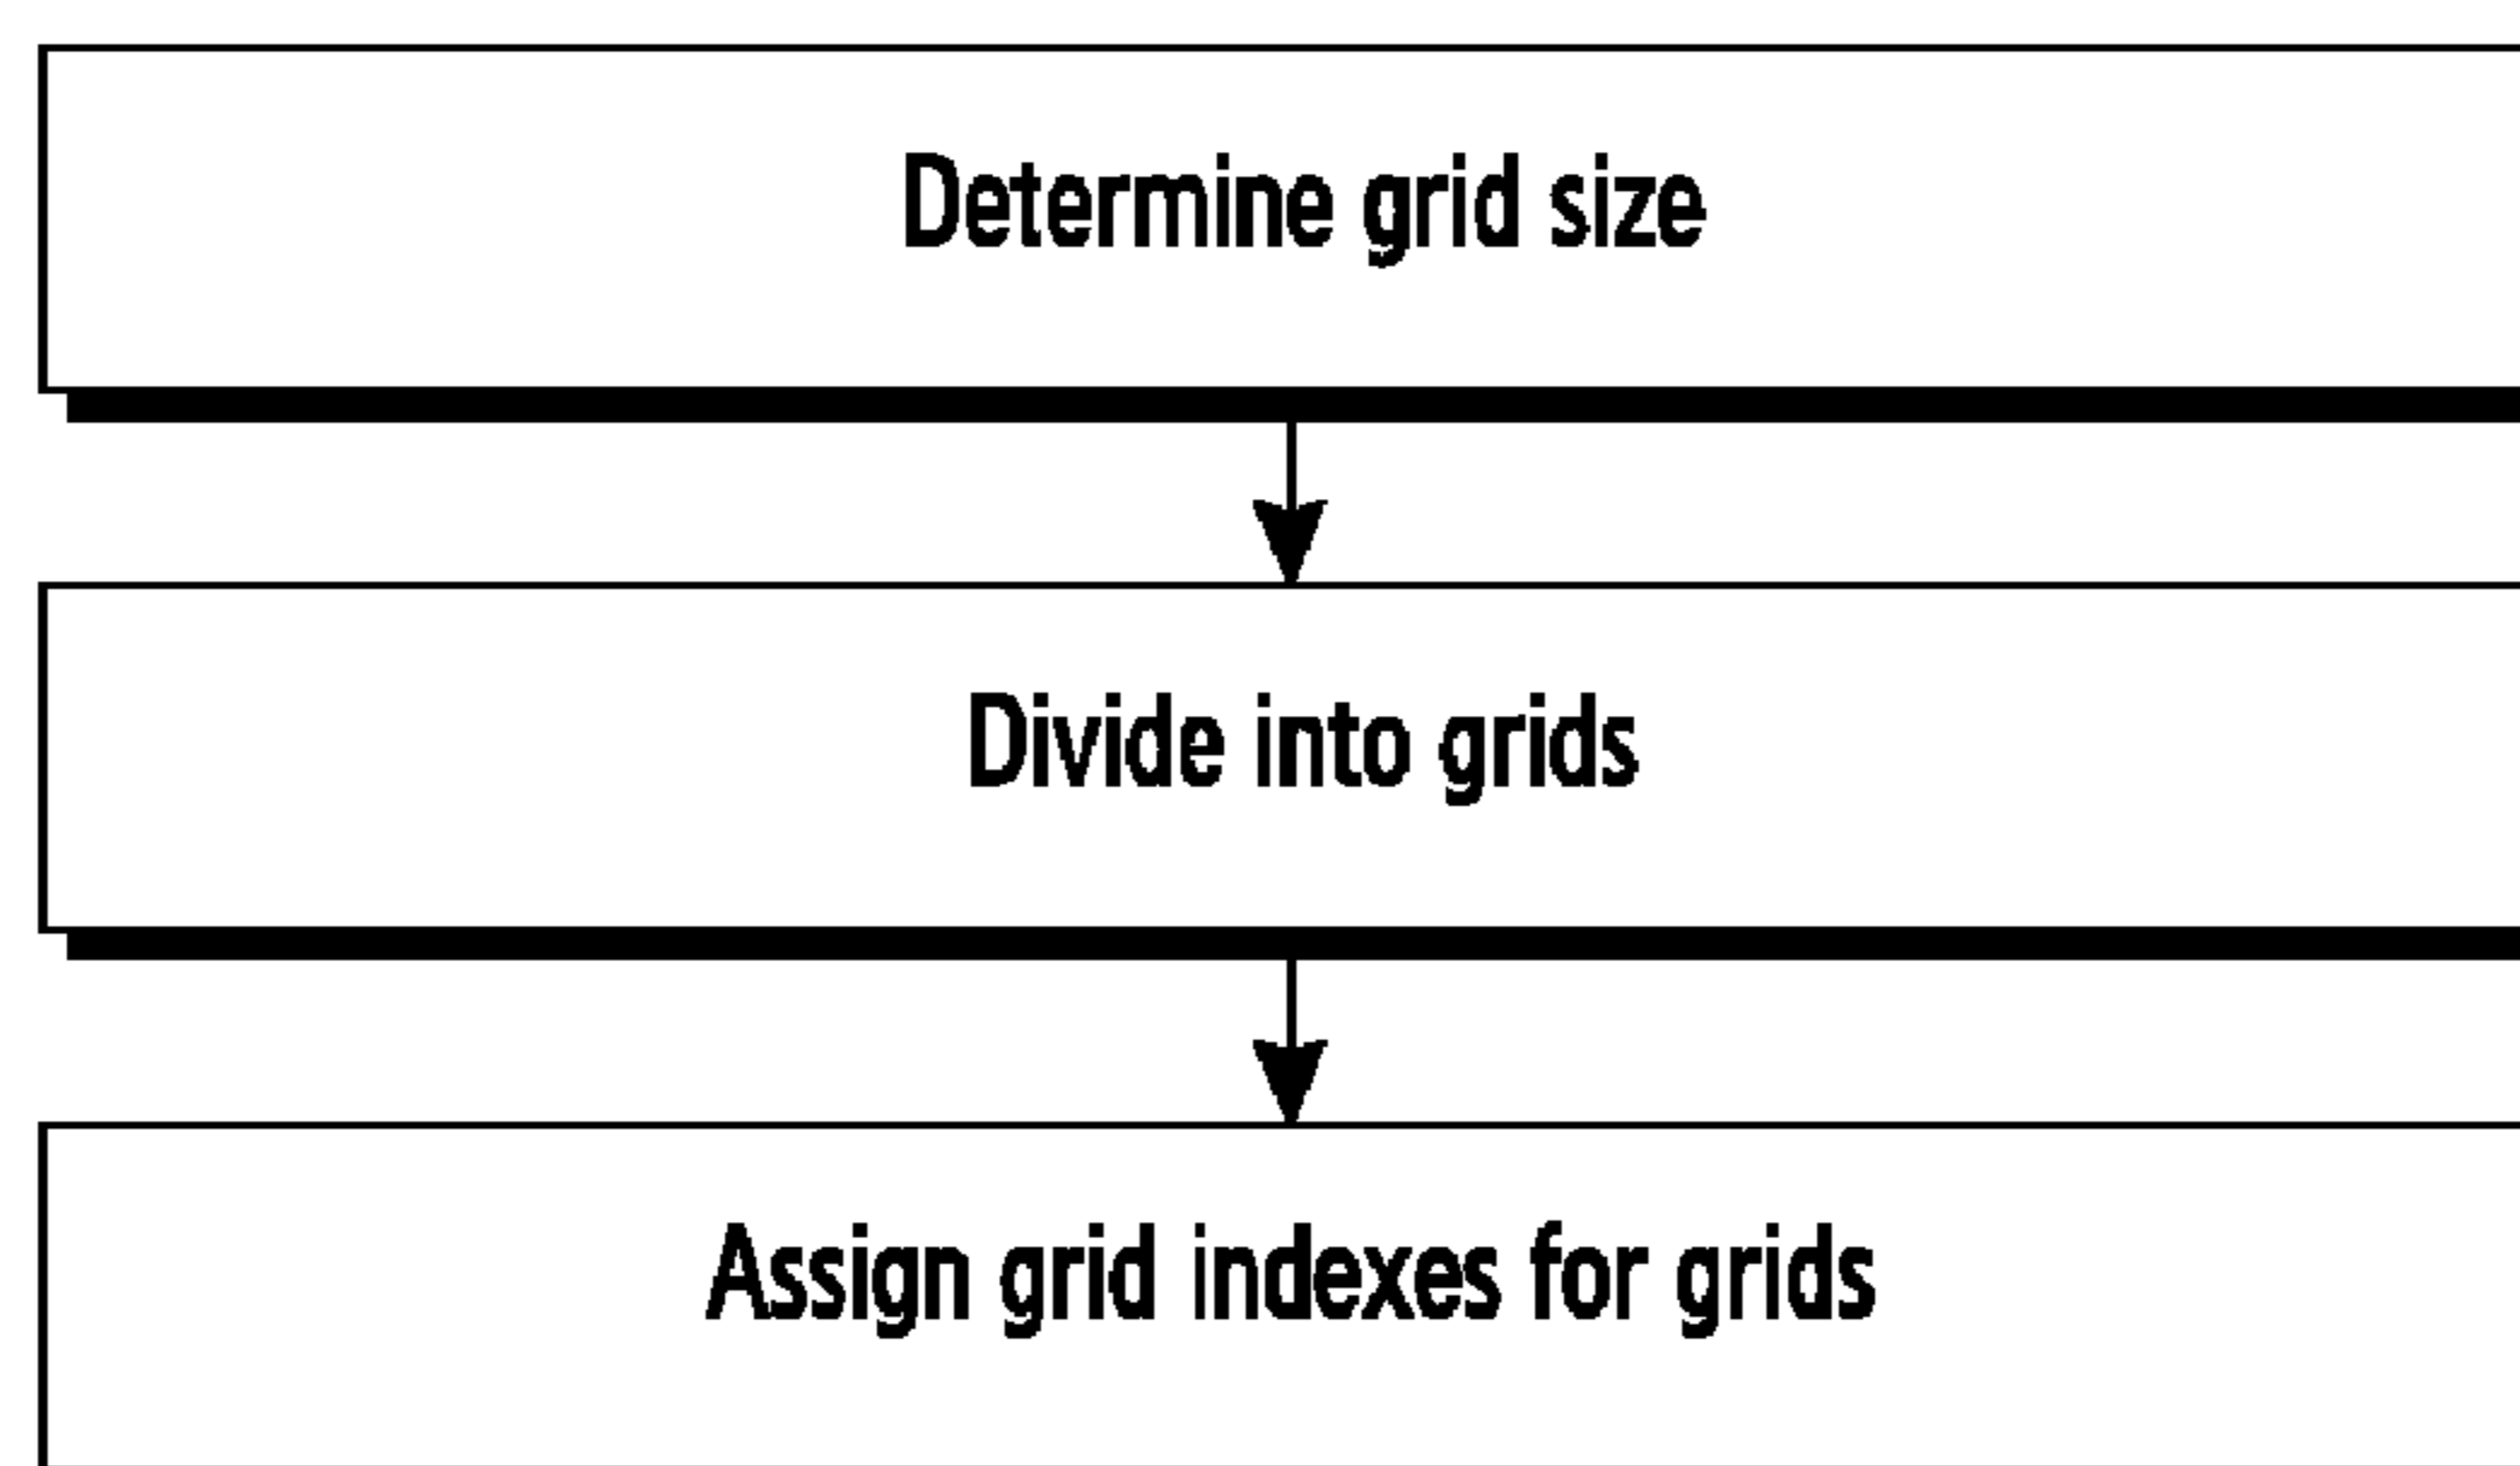 Determine grid size
Divide into grids
Assign grid indexes for grids